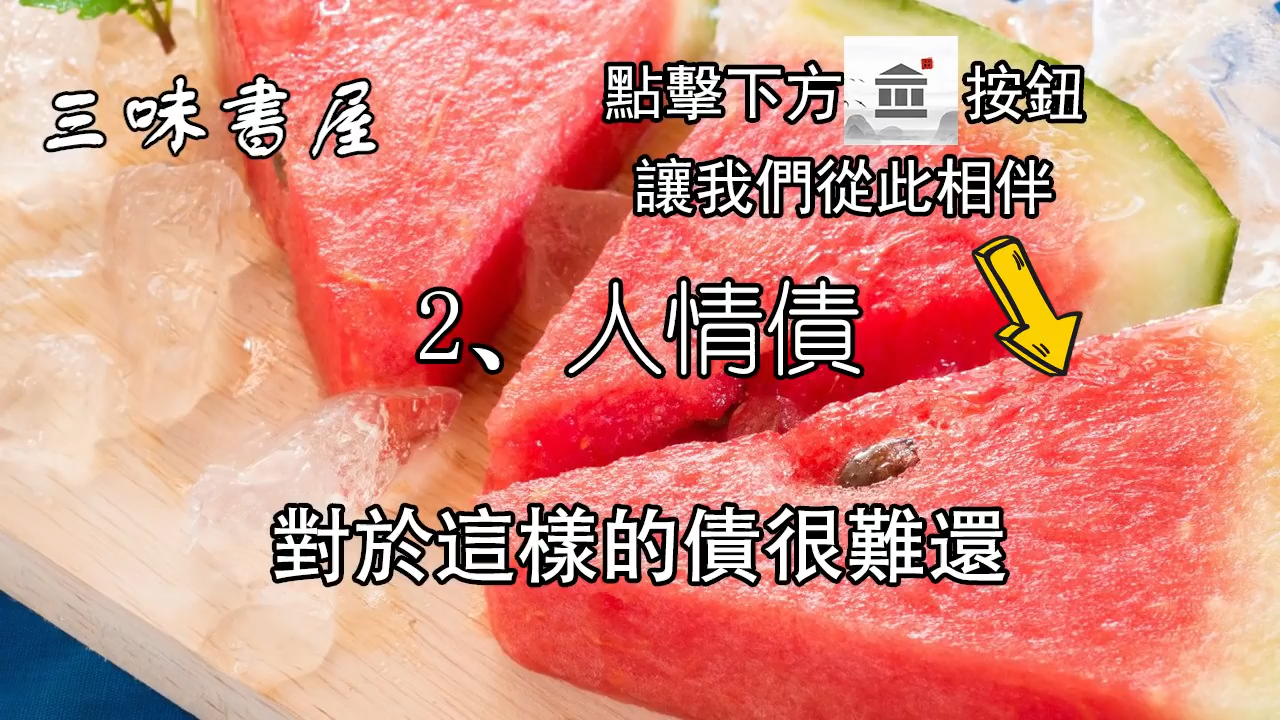 三味書屋
點擊下方按鈕
讓我們從此相伴
2、人情債
對於這樣的債很難還